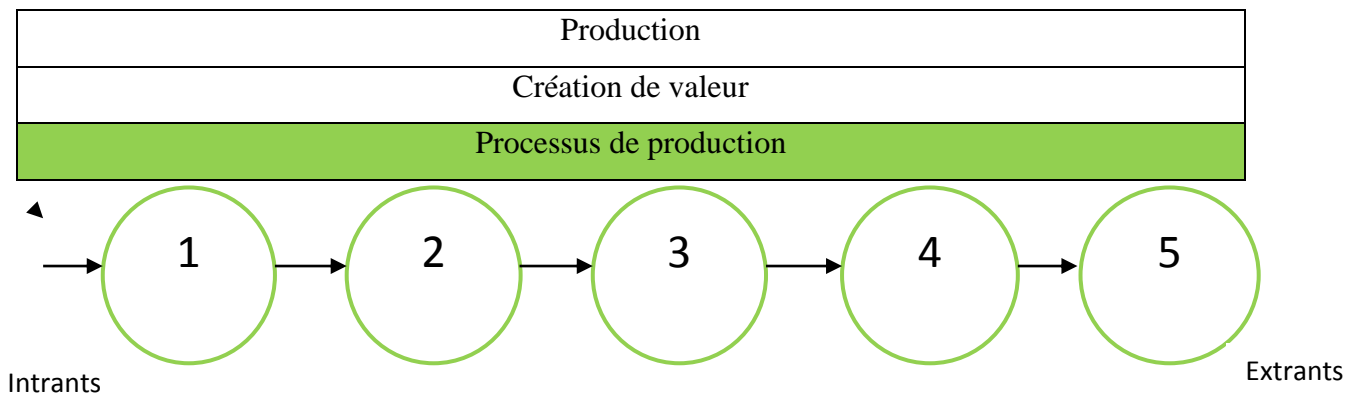 Production
Création de valeur
Processus de production
1 2 3 4 5
Intrants
Extrants